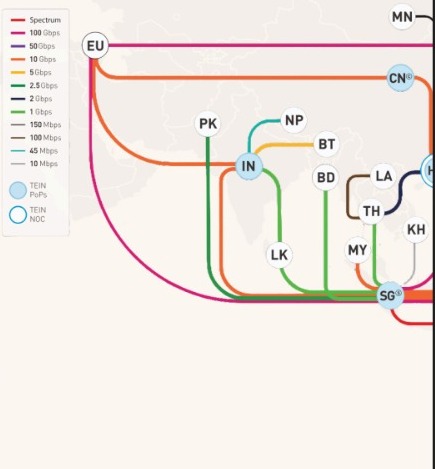 Spectrum
100 Gbps
50 Gbps
10 Gbps
5 Gbps
2.5 Gbps
2 Gbps
1 Gbps
150 Mbps
100 Mbps
45 Mbps
10 Mbps
TEIN
PoPs
TEIN
NOC
MN
EU
CN
PK
NP
BT
IN
BD
LA
H
TH
KH
LK
MY
SG